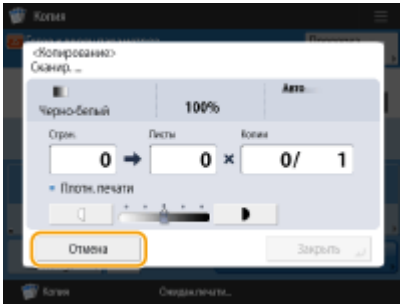 Копия
<Копирование>
Сканир. ...
Черно-белый
100%
Авто
Стран.
Листы
Копии
0
0
×
0/
1
Плотн. печати
Отмена
Закрыть
Копия
Ожидан.печати...